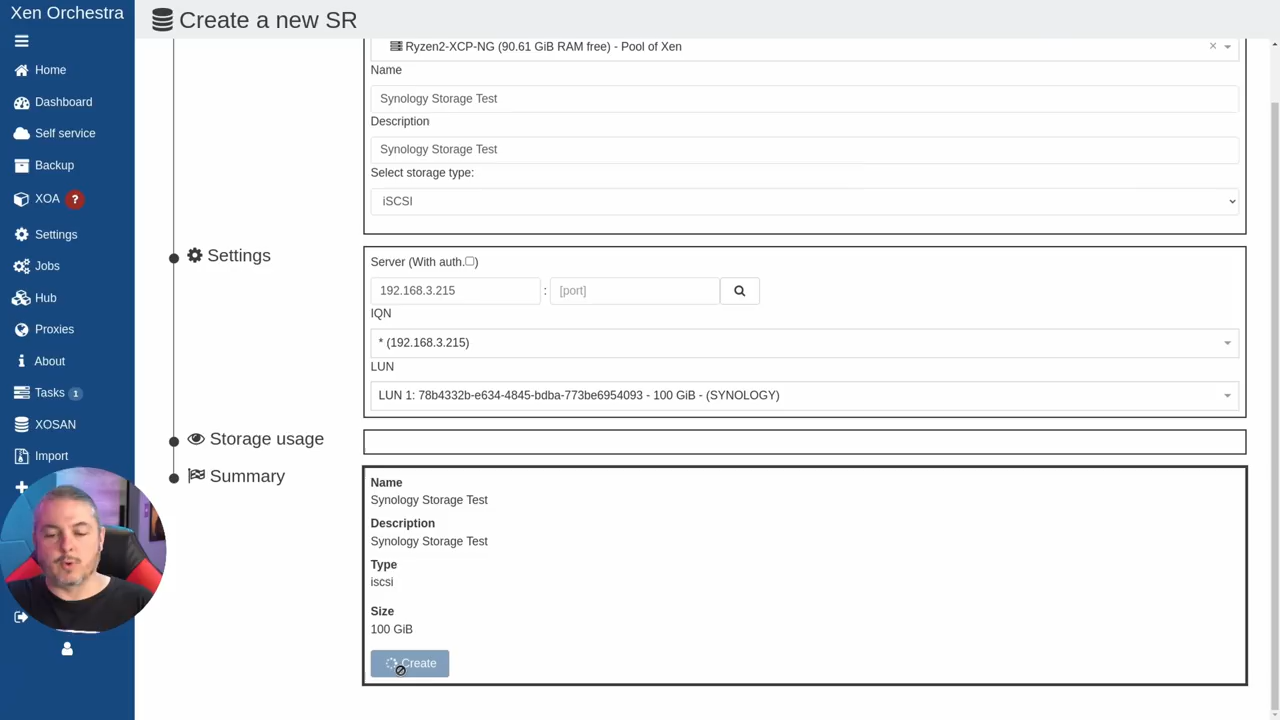 Xen Orchestra
Create a new SR
Home
Dashboard
Self service
Backup
XOA ?
Settings
Jobs
Hub
Proxies
About
Tasks 1
XOSAN
Import
Ryzen2-XCP-NG (90.61 GiB RAM free) - Pool of Xen
Name
Synology Storage Test
Description
Synology Storage Test
Select storage type:
iSCSI
Settings
Server (With auth. )
192.168.3.215 : [port]
IQN
* (192.168.3.215)
LUN
LUN 1: 78b4332b-e634-4845-bdba-773be6954093 - 100 GiB - (SYNOLOGY)
Storage usage
Summary
Name
Synology Storage Test
Description
Synology Storage Test
Type
iscsi
Size
100 GiB
Create